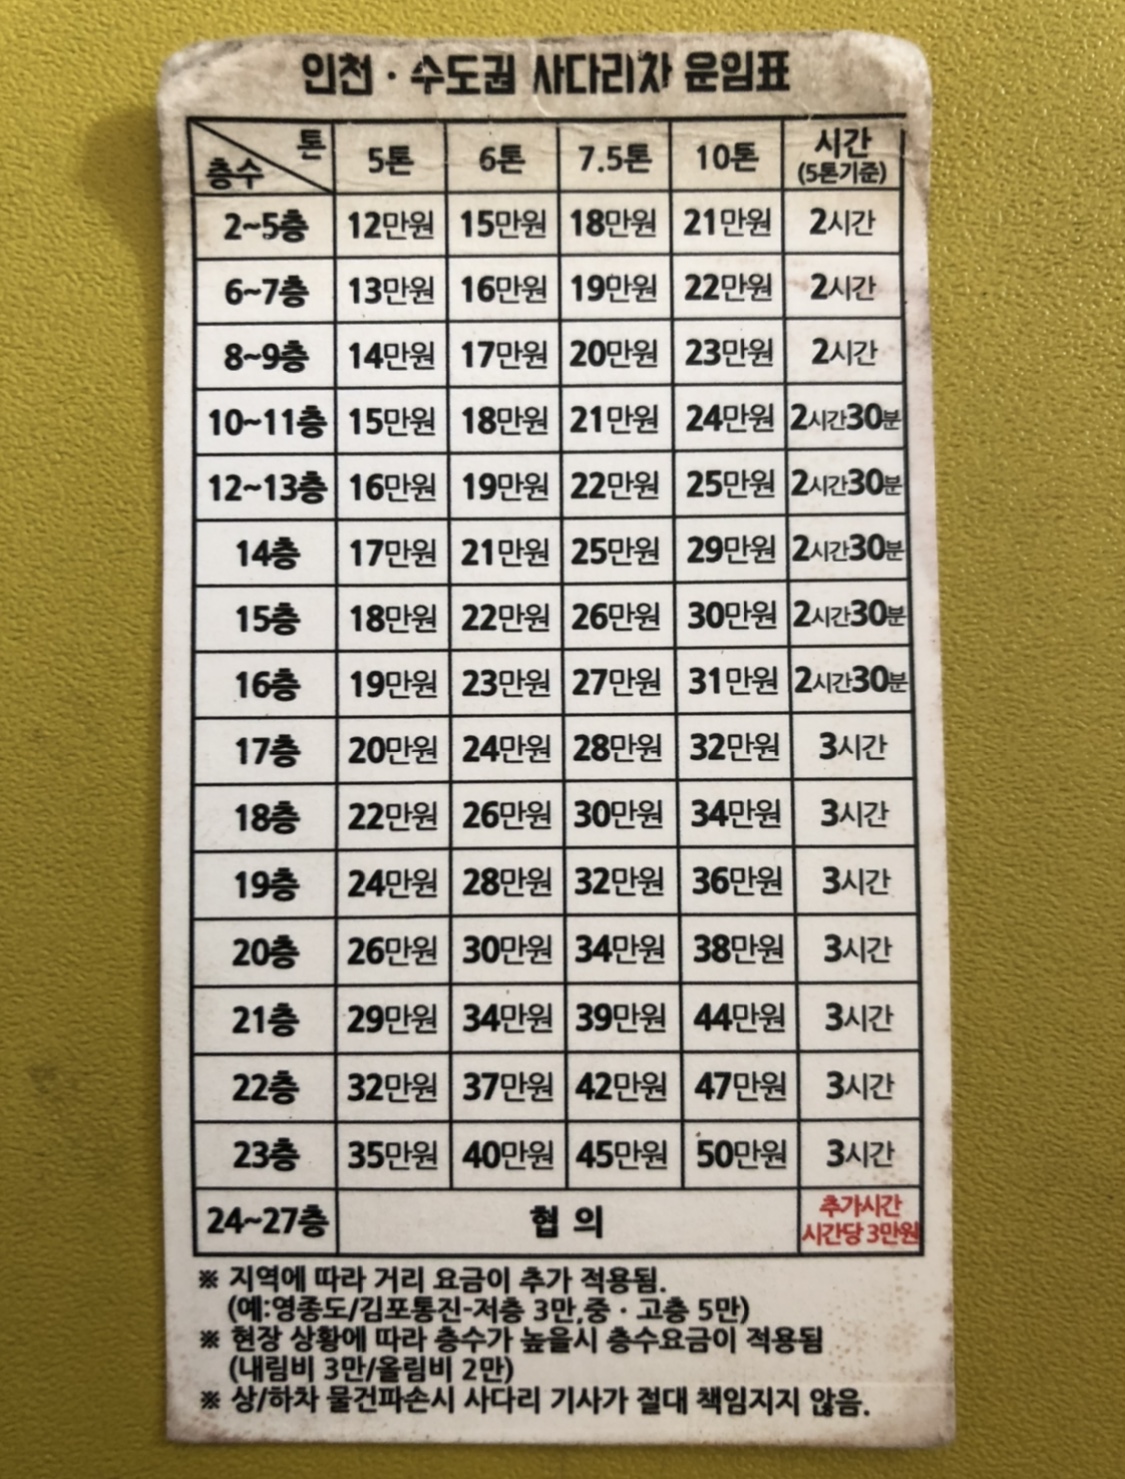 인천 · 수도권 사다리차 운임표
톤 층수 5톤 6톤 7.5톤 10톤 시간 (5톤기준)
2~5층 12만원 15만원 18만원 21만원 2시간
6~7층 13만원 16만원 19만원 22만원 2시간
8~9층 14만원 17만원 20만원 23만원 2시간
10~11층 15만원 18만원 21만원 24만원 2시간30분
12~13층 16만원 19만원 22만원 25만원 2시간30분
14층 17만원 21만원 25만원 29만원 2시간30분
15층 18만원 22만원 26만원 30만원 2시간30분
16층 19만원 23만원 27만원 31만원 2시간30분
17층 20만원 24만원 28만원 32만원 3시간
18층 22만원 26만원 30만원 34만원 3시간
19층 24만원 28만원 32만원 36만원 3시간
20층 26만원 30만원 34만원 38만원 3시간
21층 29만원 34만원 39만원 44만원 3시간
22층 32만원 37만원 42만원 47만원 3시간
23층 35만원 40만원 45만원 50만원 3시간
24~27층 협 의 추가시간 시간당 3만원
※ 지역에 따라 거리 요금이 추가 적용됨.
(예:영종도/김포통진-저층 3만,중 · 고층 5만)
※ 현장 상황에 따라 층수가 높을시 층수요금이 적용됨
(내림비 3만/올림비 2만)
※ 상/하차 물건파손시 사다리 기사가 절대 책임지지 않음.